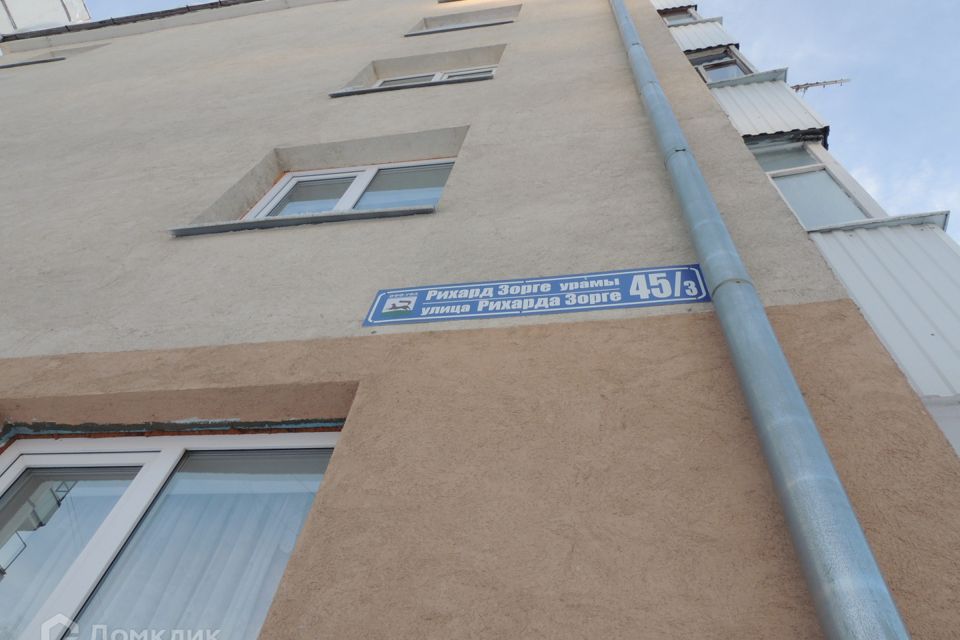 Рихард Зорге урамы
улица Рихарда Зорге
45/3
Домклик